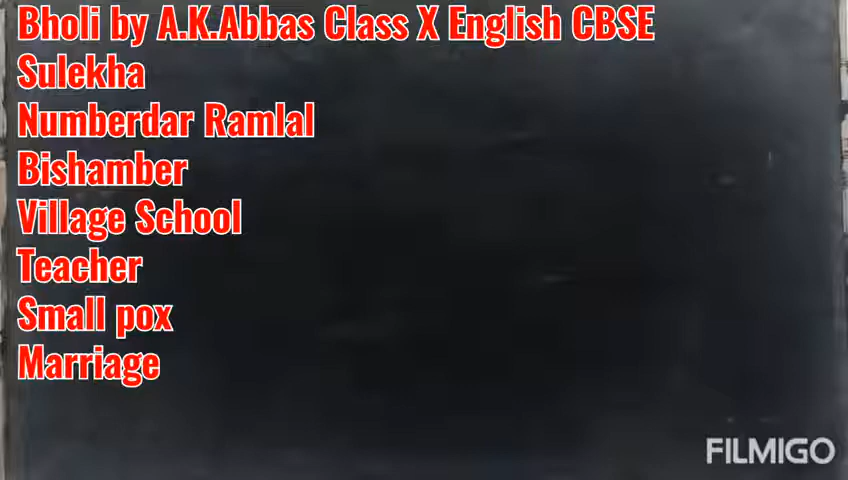 Bholi by A.K.Abbas Class X English CBSE
Sulekha
Numberdar Ramlal
Bishamber
Village School
Teacher
Small pox
Marriage
FILMIGO